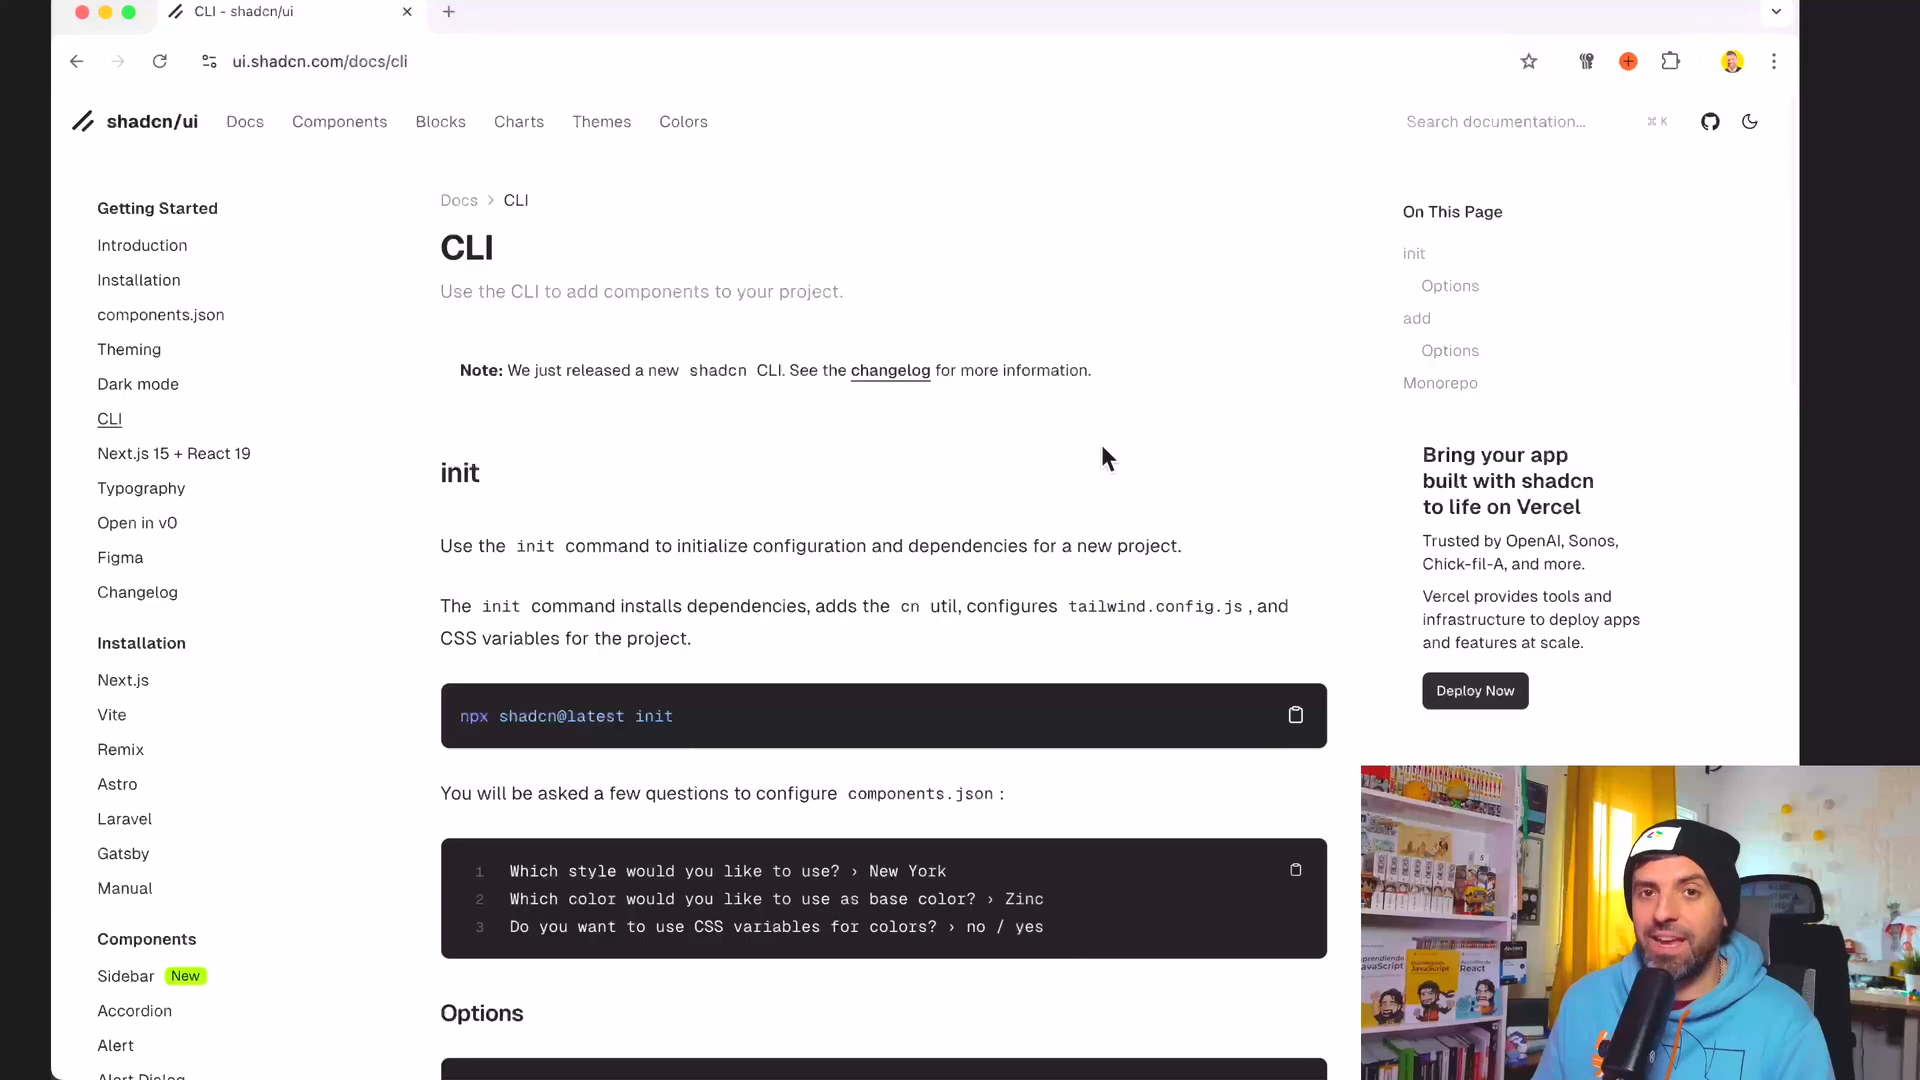 CLI - shadcn/ui
ui.shadcn.com/docs/cli
shadcn/ui
Docs
Components
Blocks
Charts
Themes
Colors
Search documentation...
⌘ K
Getting Started
Introduction
Installation
components.json
Theming
Dark mode
CLI
Next.js 15 + React 19
Typography
Open in v0
Figma
Changelog
Installation
Next.js
Vite
Remix
Astro
Laravel
Gatsby
Manual
Components
Sidebar New
Accordion
Alert
Alert Dialog
Docs > CLI
CLI
Use the CLI to add components to your project.
Note: We just released a new shadcn CLI. See the changelog for more information.
init
Use the init command to initialize configuration and dependencies for a new project.
The init command installs dependencies, adds the cn util, configures tailwind.config.js, and
CSS variables for the project.
npx shadcn@latest init
You will be asked a few questions to configure components.json:
1 Which style would you like to use? › New York
2 Which color would you like to use as base color? › Zinc
3 Do you want to use CSS variables for colors? › no / yes
Options
On This Page
init
Options
add
Options
Monorepo
Bring your app
built with shadcn
to life on Vercel
Trusted by OpenAI, Sonos,
Chick-fil-A, and more.
Vercel provides tools and
infrastructure to deploy apps
and features at scale.
Deploy Now
JavaScript
React